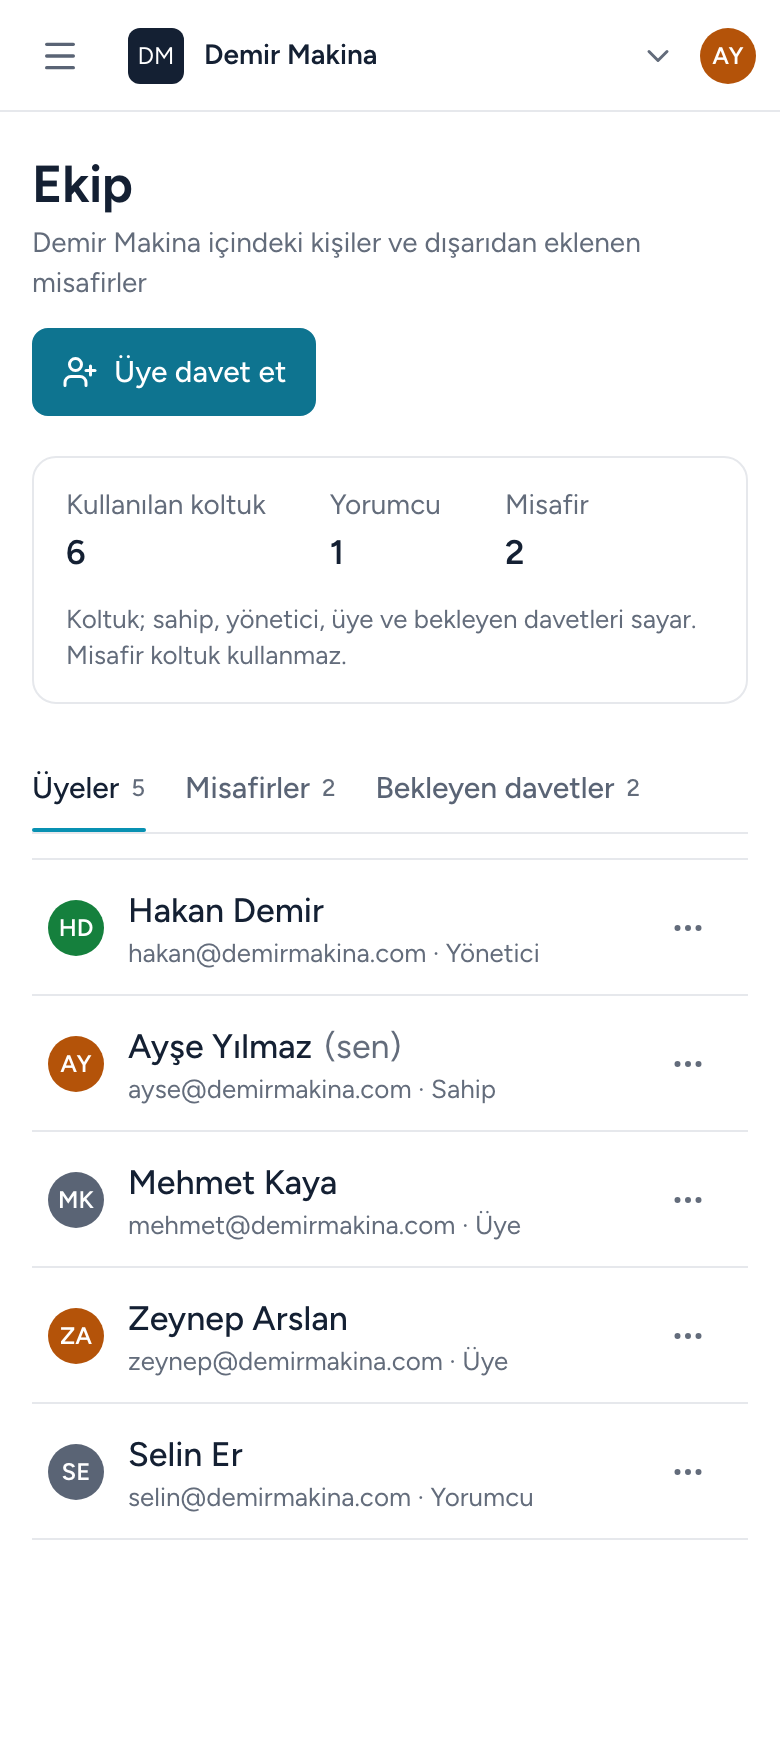 DM Demir Makina AY
Ekip
Demir Makina içindeki kişiler ve dışarıdan eklenen
misafirler
Üye davet et
Kullanılan koltuk Yorumcu Misafir
6 1 2
Koltuk; sahip, yönetici, üye ve bekleyen davetleri sayar.
Misafir koltuk kullanmaz.
Üyeler 5 Misafirler 2 Bekleyen davetler 2
HD Hakan Demir
hakan@demirmakina.com · Yönetici
AY Ayşe Yılmaz (sen)
ayse@demirmakina.com · Sahip
MK Mehmet Kaya
mehmet@demirmakina.com · Üye
ZA Zeynep Arslan
zeynep@demirmakina.com · Üye
SE Selin Er
selin@demirmakina.com · Yorumcu